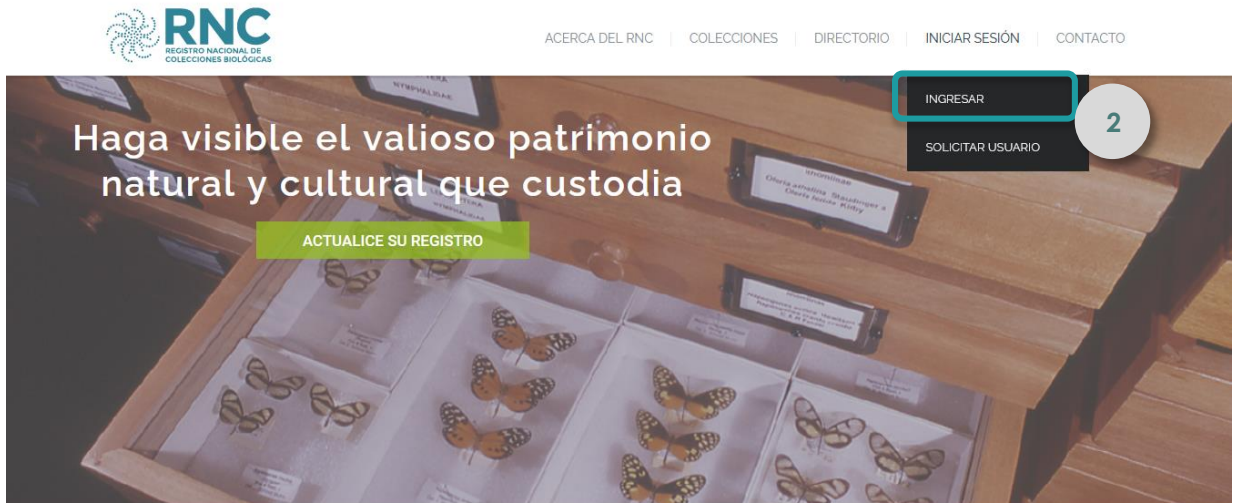 RNC
REGISTRO NACIONAL DE
COLECCIONES BIOLÓGICAS
ACERCA DEL RNC
COLECCIONES
DIRECTORIO
INICIAR SESIÓN
CONTACTO
INGRESAR
2
SOLICITAR USUARIO
Haga visible el valioso patrimonio
natural y cultural que custodia
ACTUALICE SU REGISTRO
NYMPHALIDAE